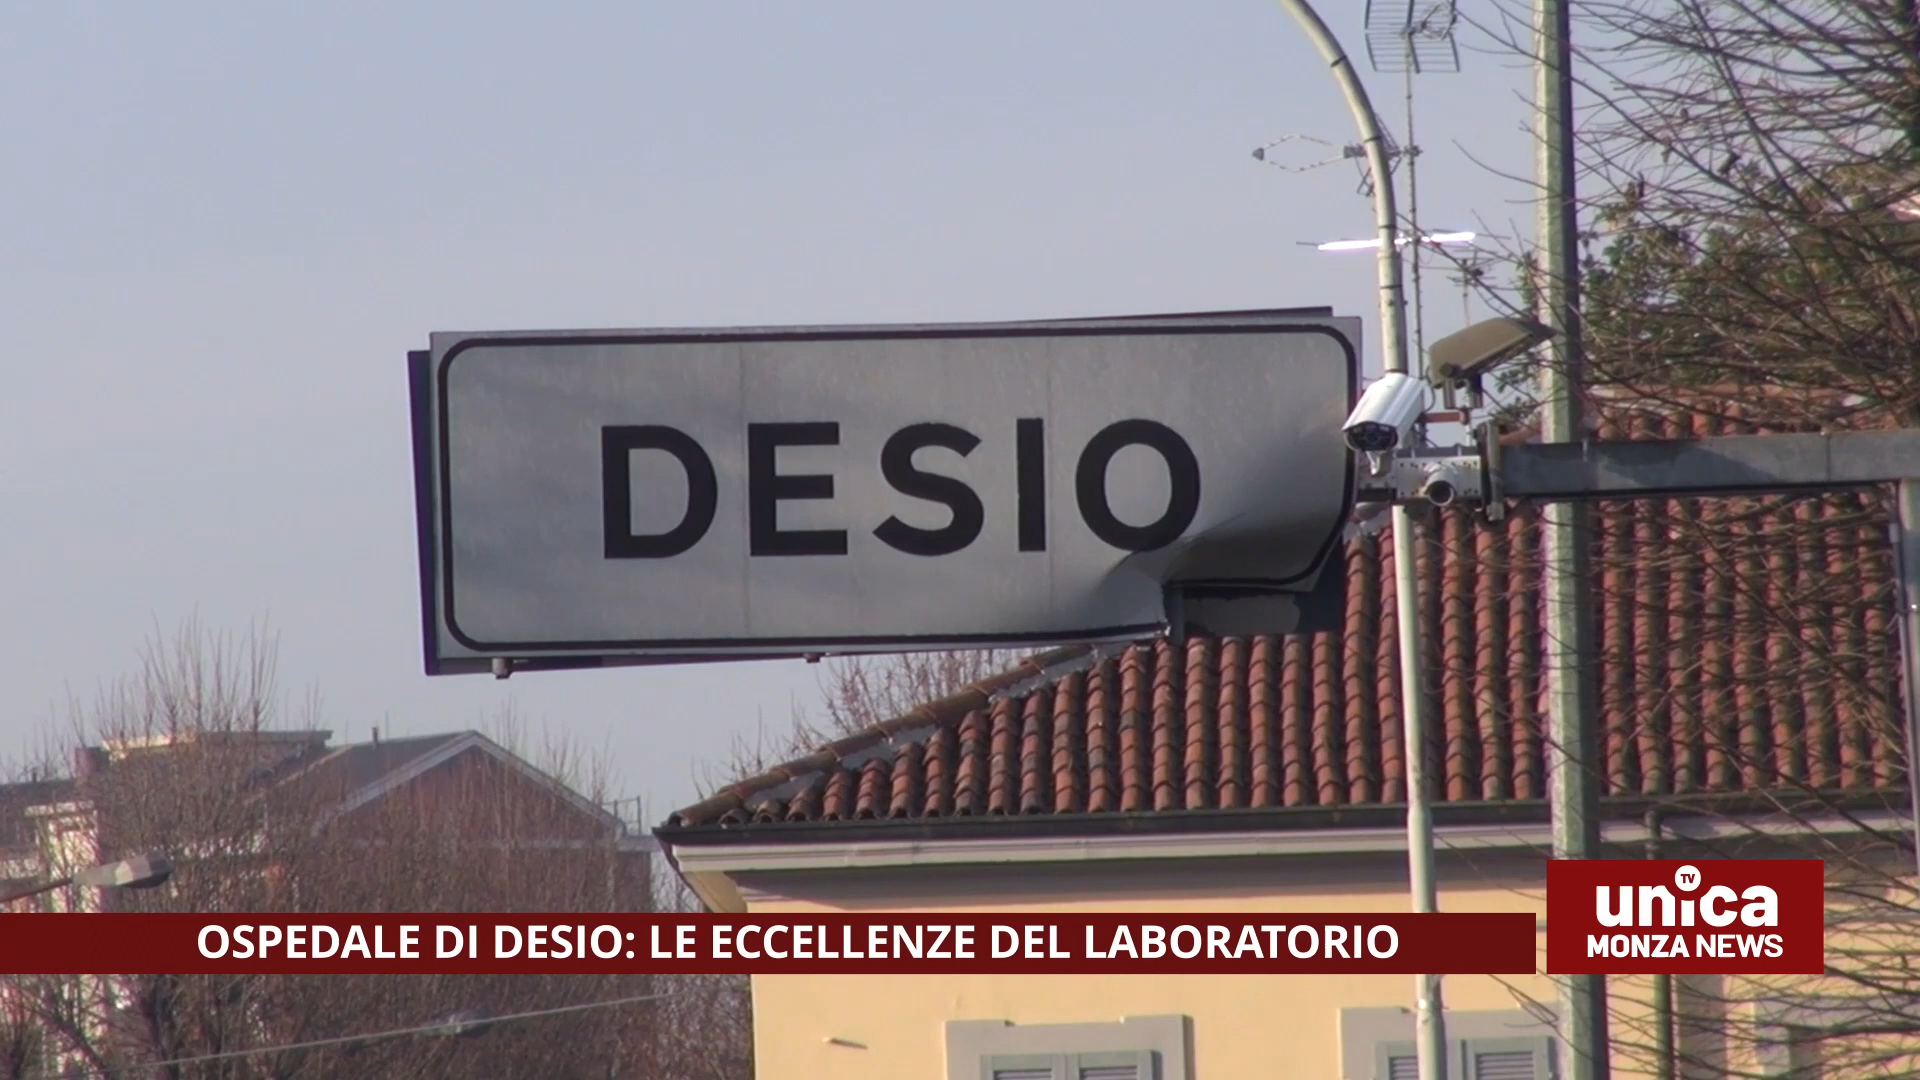 DESIO
OSPEDALE DI DESIO: LE ECCELLENZE DEL LABORATORIO
TV
unica
MONZA NEWS